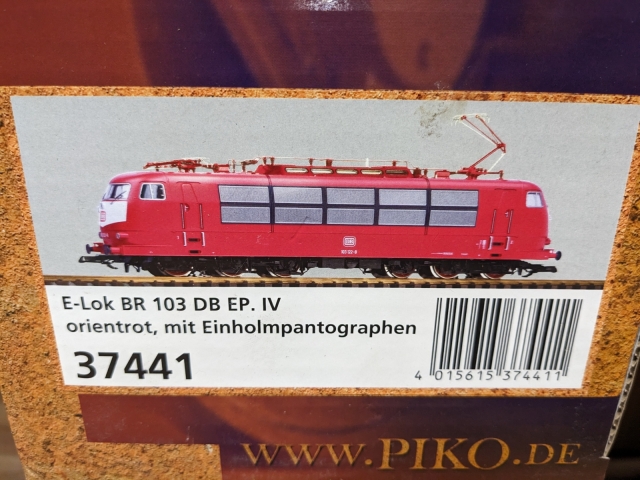 E-Lok BR 103 DB EP. IV
orientrot, mit Einholmpantographen
37441
4 015615 374411
WWW.PIKO.DE